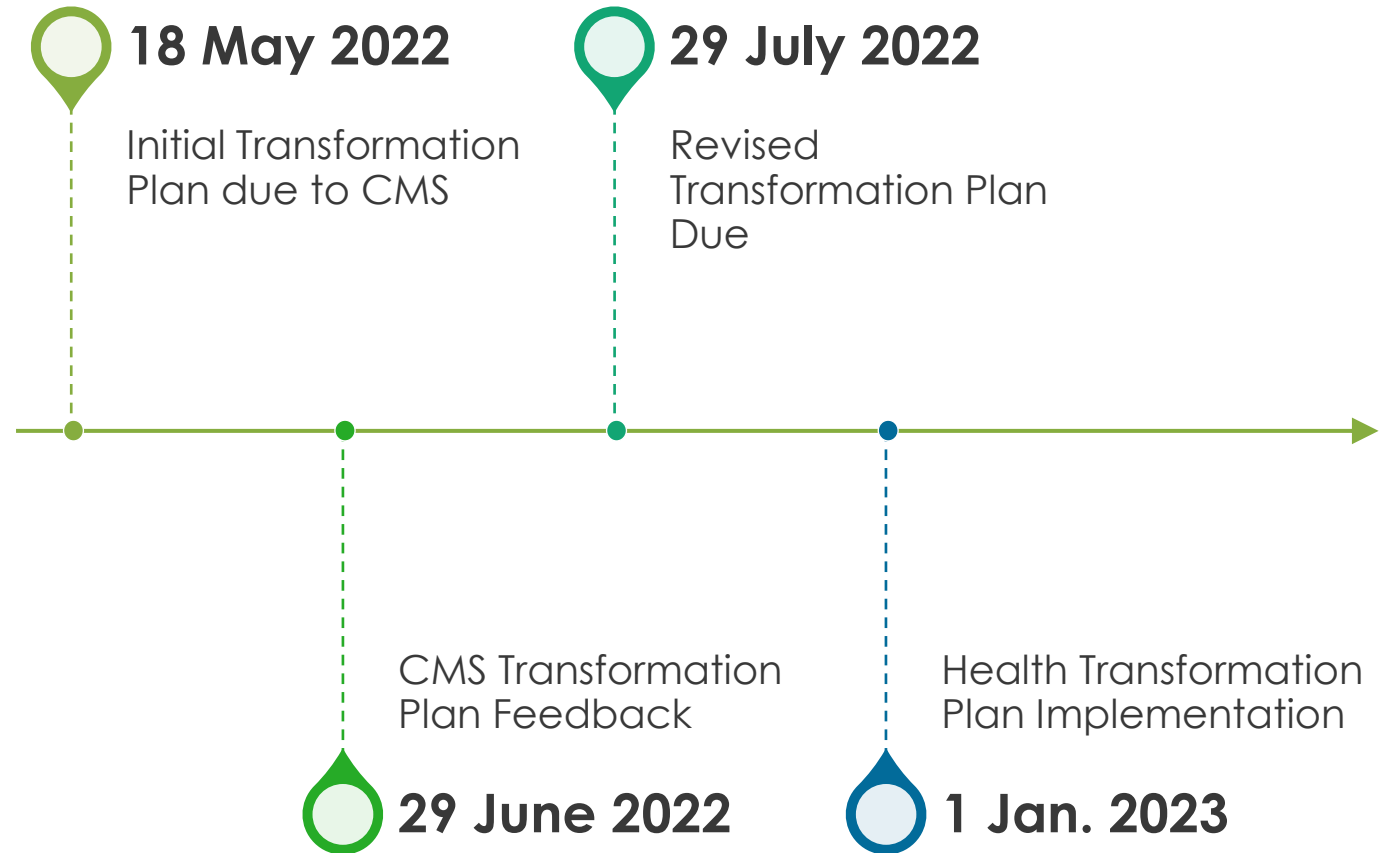 18 May 2022
Initial Transformation
Plan due to CMS
29 July 2022
Revised
Transformation Plan
Due
CMS Transformation
Plan Feedback
29 June 2022
Health Transformation
Plan Implementation
1 Jan. 2023